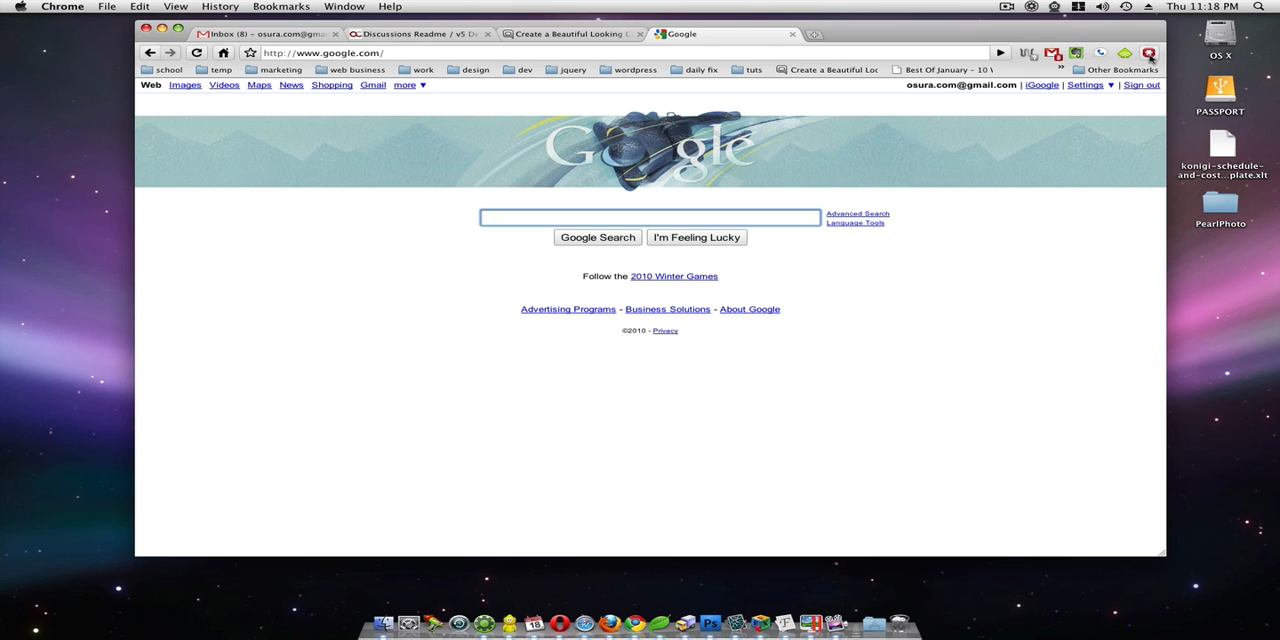 Chrome File Edit View History Bookmarks Window Help Thu 11:18 PM
Inbox (8) - osura.com@gma Discussions Readme / v5 De Create a Beautiful Looking C Google
http://www.google.com/
school temp marketing web business work design dev jquery wordpress daily fix tuts Create a Beautiful Loc Best Of January - 10 \ » Other Bookmarks
Web Images Videos Maps News Shopping Gmail more ▼ osura.com@gmail.com | iGoogle | Settings ▼ | Sign out
Google
Advanced Search
Language Tools
Google Search I'm Feeling Lucky
Follow the 2010 Winter Games
Advertising Programs - Business Solutions - About Google
©2010 - Privacy
OS X
PASSPORT
konigi-schedule-
and-cost...plate.xlt
PearlPhoto
18
Ps